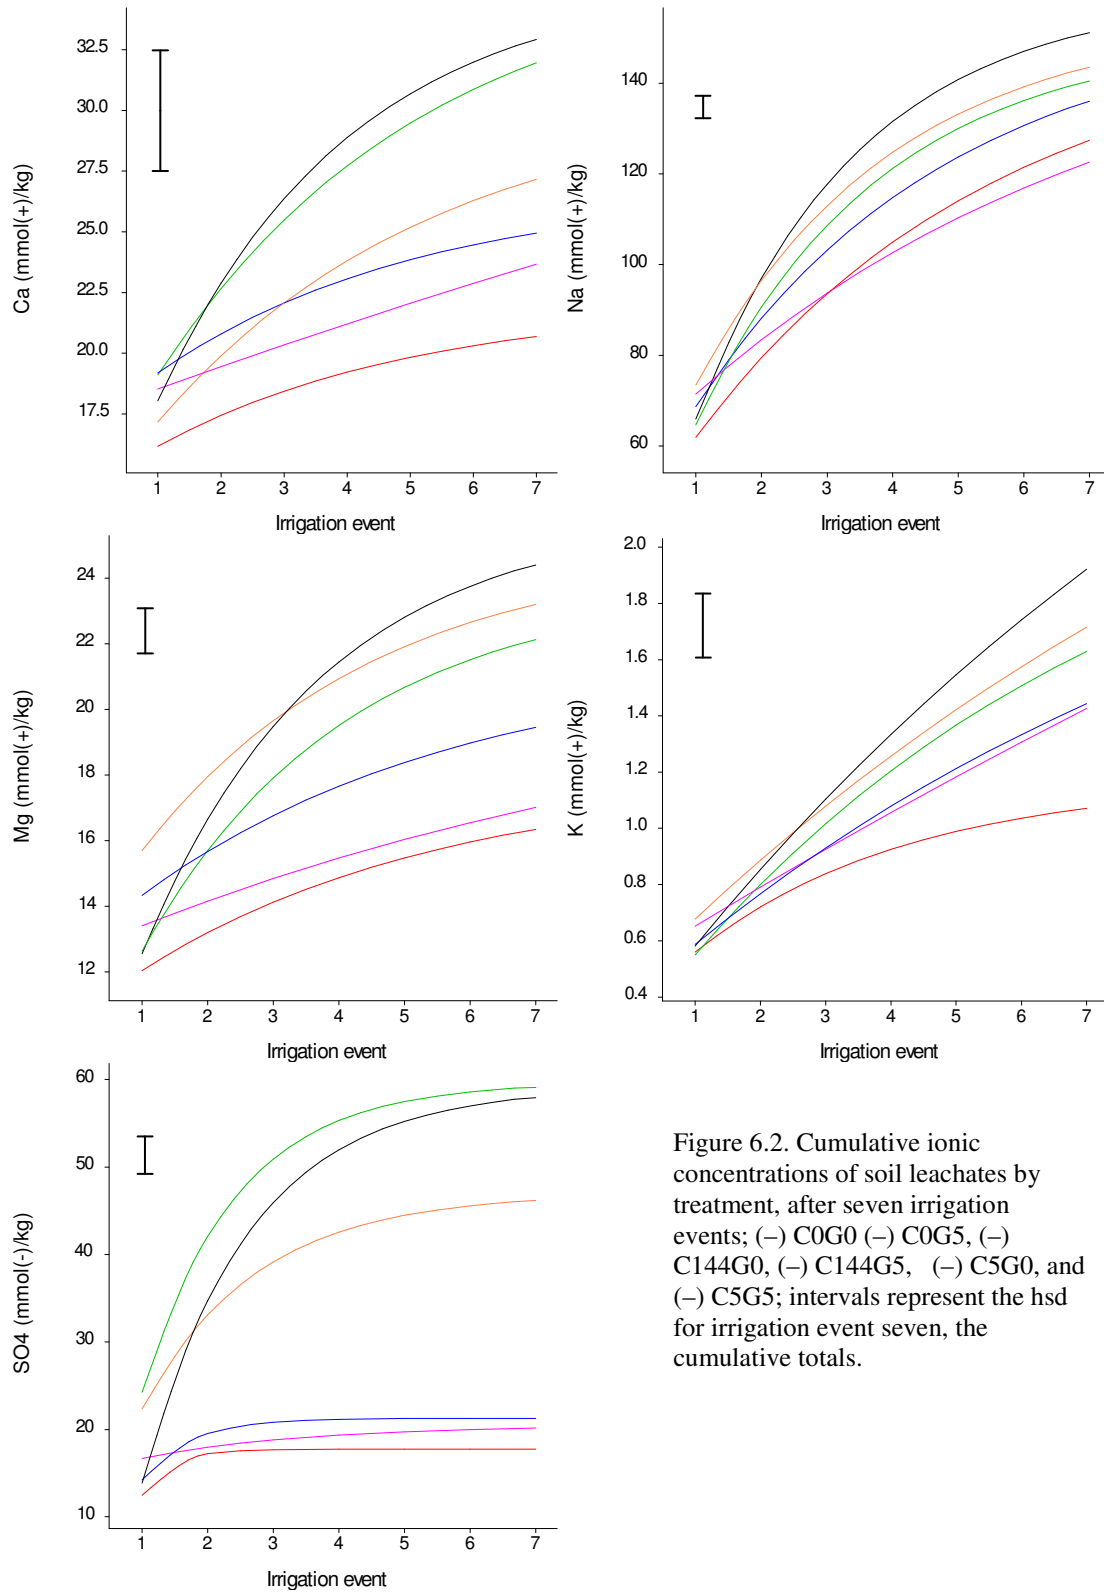 32.5
30.0
27.5
25.0
22.5
20.0
17.5
Ca (mmol(+)/kg)
1 2 3 4 5 6 7
Irrigation event
140
120
100
80
60
Na (mmol(+)/kg)
1 2 3 4 5 6 7
Irrigation event
24
22
20
18
16
14
12
Mg (mmol(+)/kg)
1 2 3 4 5 6 7
Irrigation event
2.0
1.8
1.6
1.4
1.2
1.0
0.8
0.6
0.4
K (mmol(+)/kg)
1 2 3 4 5 6 7
Irrigation event
60
50
40
30
20
10
SO4 (mmol(-)/kg)
1 2 3 4 5 6 7
Irrigation event
Figure 6.2. Cumulative ionic
concentrations of soil leachates by
treatment, after seven irrigation
events; (–) C0G0 (–) C0G5, (–)
C144G0, (–) C144G5, (–) C5G0, and
(–) C5G5; intervals represent the hsd
for irrigation event seven, the
cumulative totals.